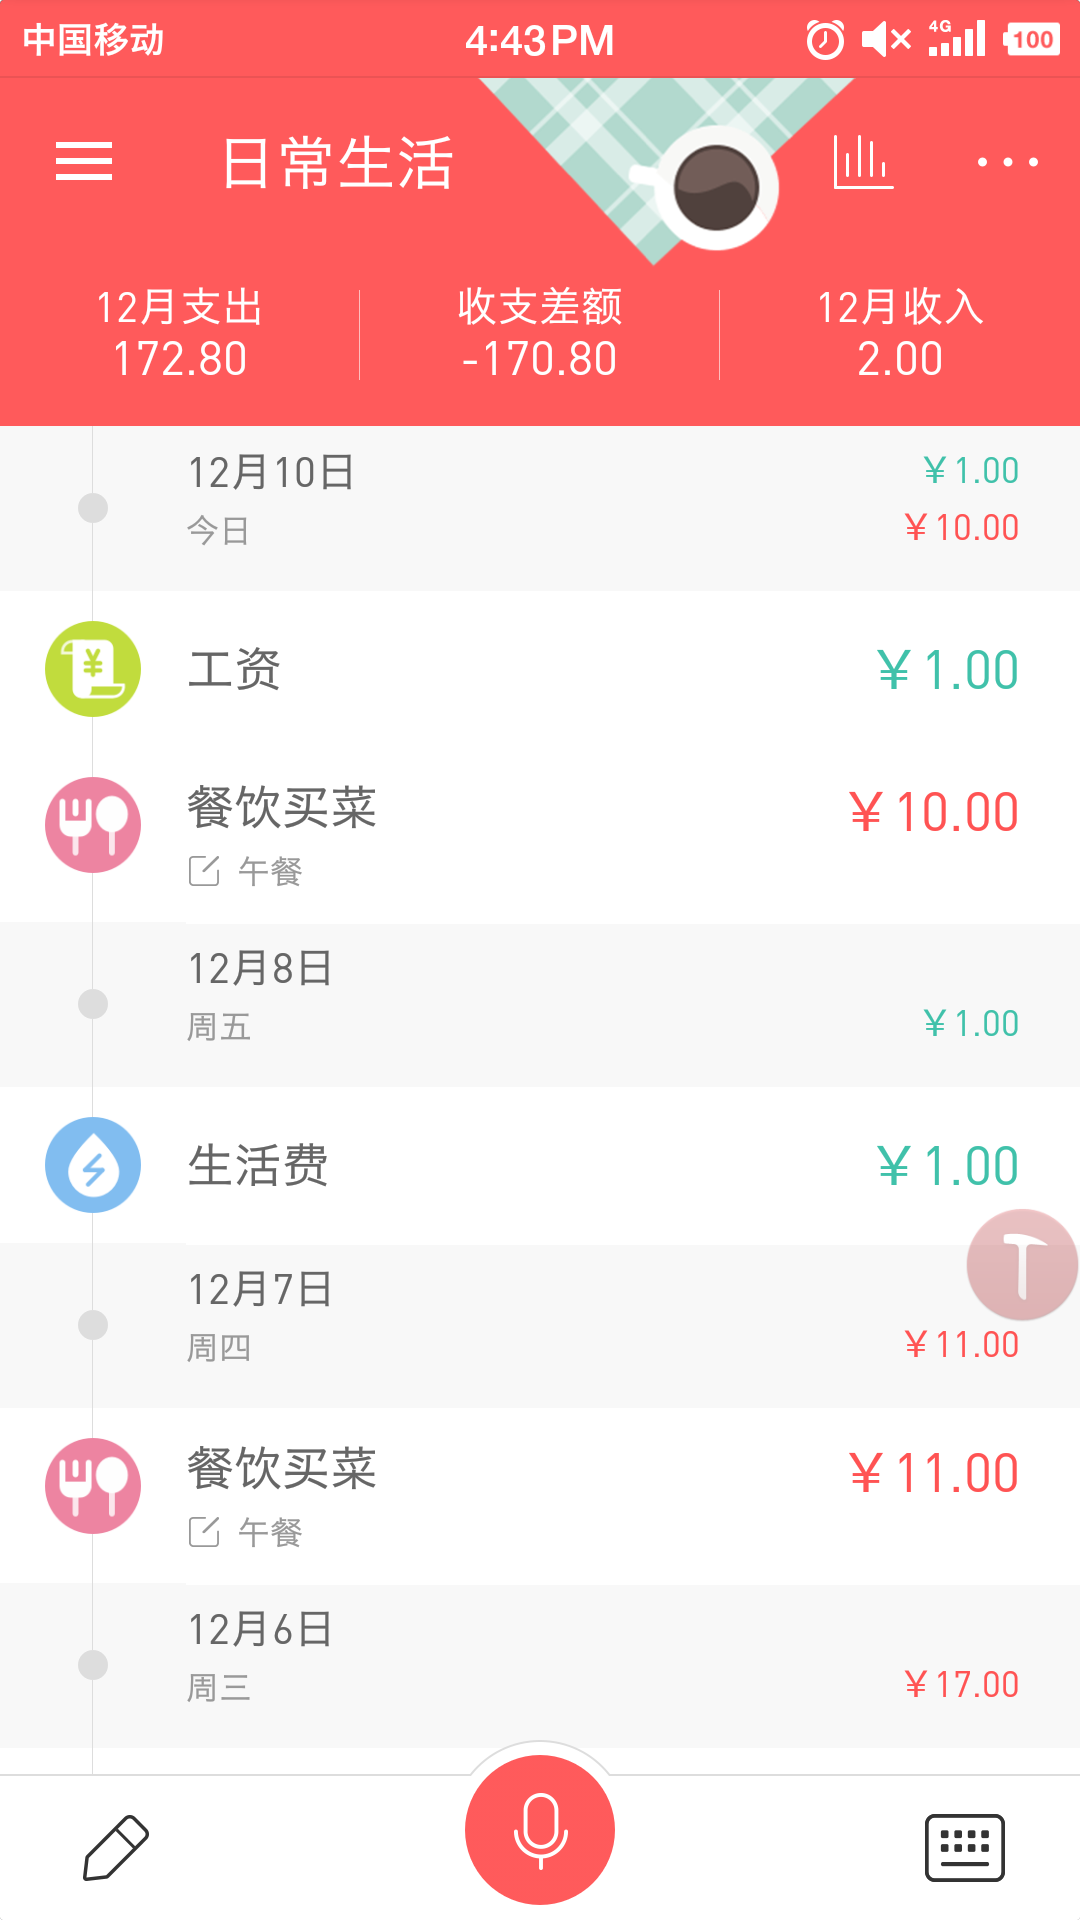 中国移动 4:43PM 4G 100
日常生活
12月支出 收支差额 12月收入
172.80 -170.80 2.00
12月10日 ¥1.00
今日 ¥10.00
工资 ¥1.00
餐饮买菜 ¥10.00
午餐
12月8日
周五 ¥1.00
生活费 ¥1.00
12月7日
周四 ¥11.00
餐饮买菜 ¥11.00
午餐
12月6日
周三 ¥17.00